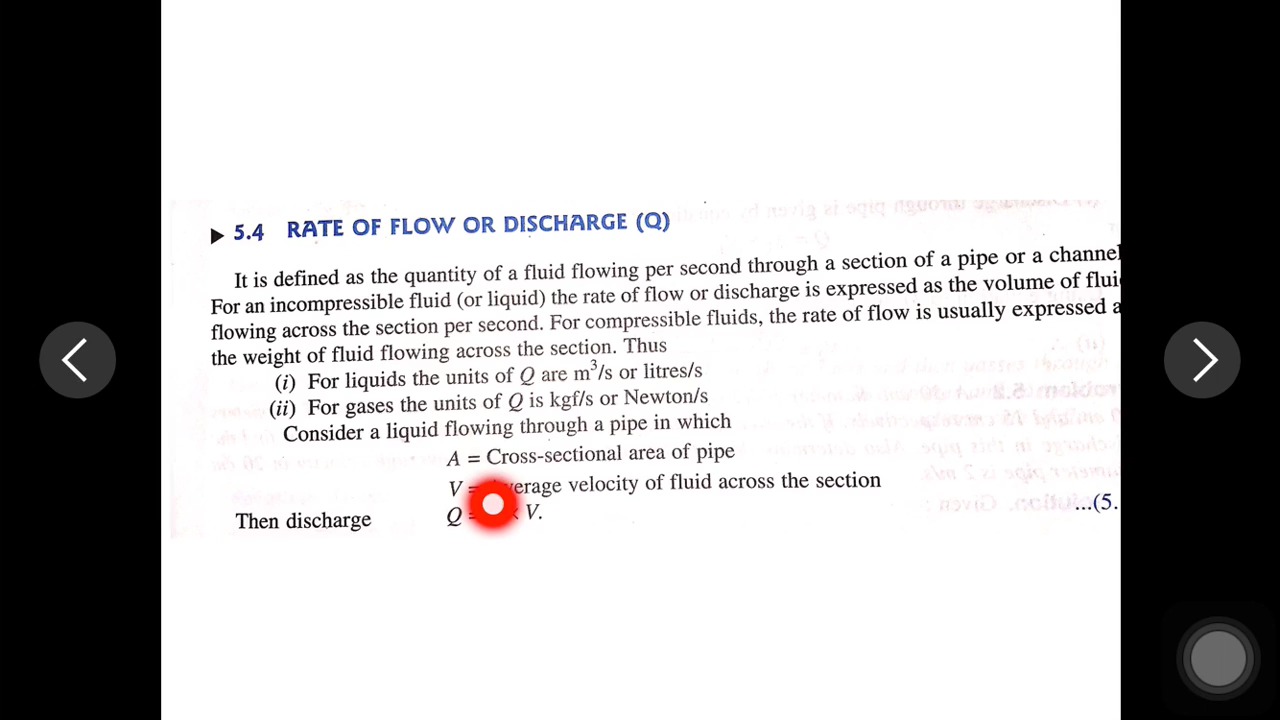 ▶ 5.4 RATE OF FLOW OR DISCHARGE (Q)
It is defined as the quantity of a fluid flowing per second through a section of a pipe or a channel
For an incompressible fluid (or liquid) the rate of flow or discharge is expressed as the volume of flui
flowing across the section per second. For compressible fluids, the rate of flow is usually expressed a
the weight of fluid flowing across the section. Thus
(i) For liquids the units of Q are m³/s or litres/s
(ii) For gases the units of Q is kgf/s or Newton/s
Consider a liquid flowing through a pipe in which
A = Cross-sectional area of pipe
V = erage velocity of fluid across the section
Then discharge Q = × V. ...(5.